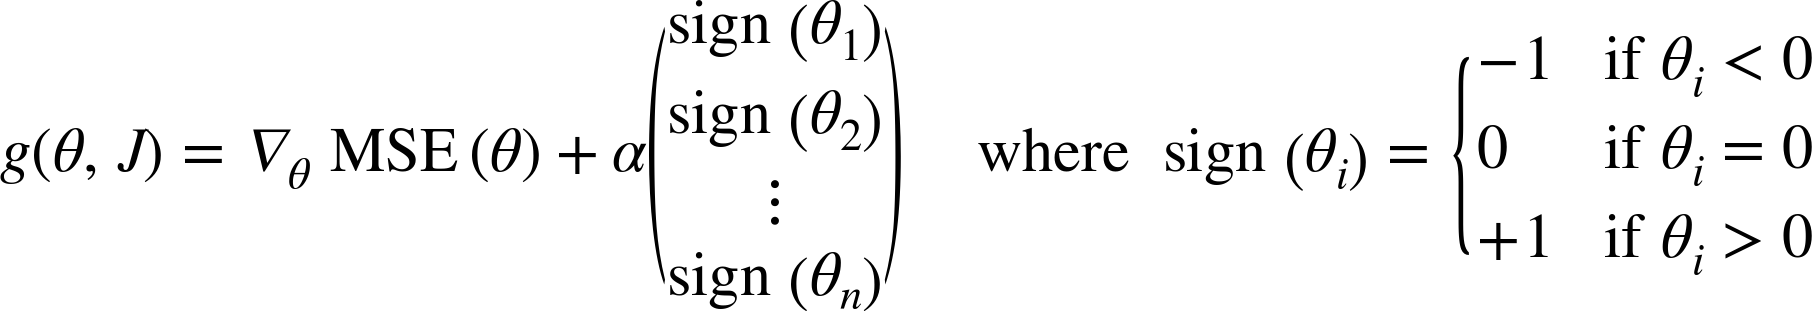 g(θ, J) = ∇θ MSE (θ) + α(sign (θ1) sign (θ2) ⋮ sign (θn)) where sign (θi) = {−1 if θi < 0
0 if θi = 0
+1 if θi > 0